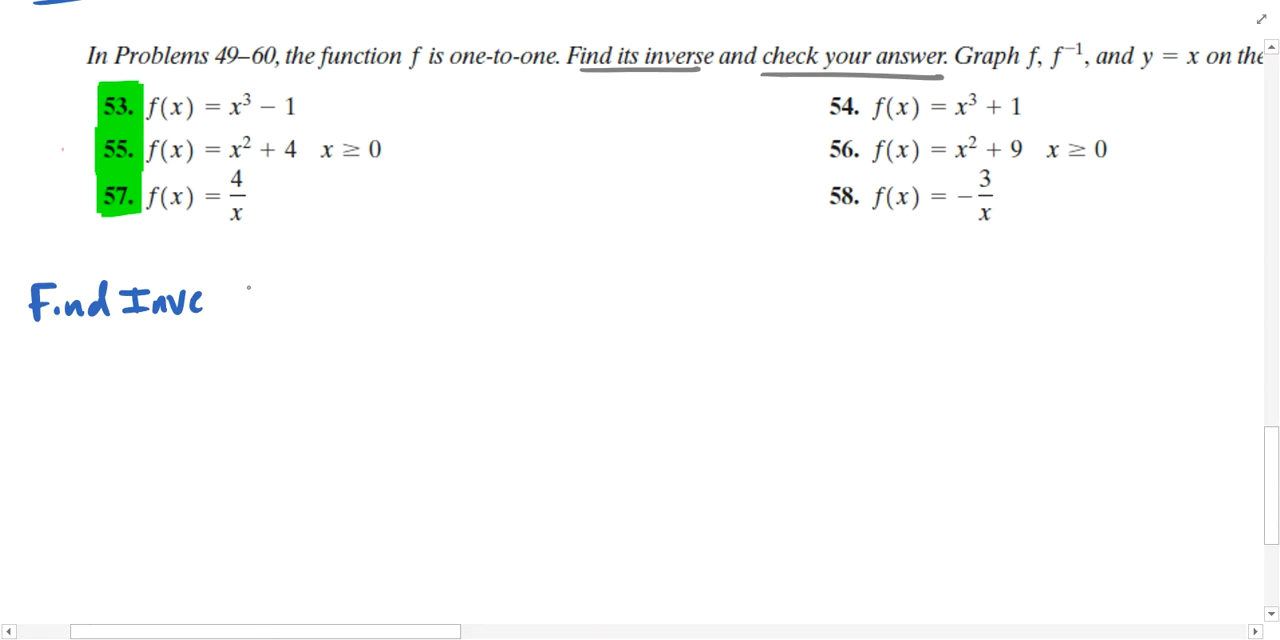 In Problems 49–60, the function f is one-to-one. Find its inverse and check your answer. Graph f, f⁻¹, and y = x on the
53. f(x) = x³ − 1 54. f(x) = x³ + 1
55. f(x) = x² + 4 x ≥ 0 56. f(x) = x² + 9 x ≥ 0
57. f(x) = 4/x 58. f(x) = −3/x
Find Inve